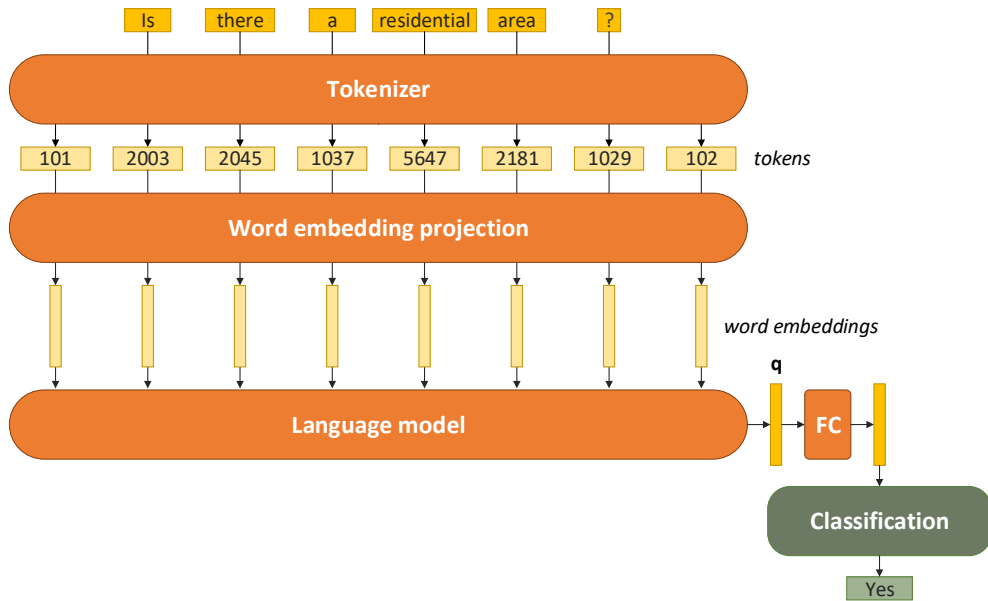 Is there a residential area ?
Tokenizer
101 2003 2045 1037 5647 2181 1029 102 tokens
Word embedding projection
word embeddings
q
Language model FC
Classification
Yes